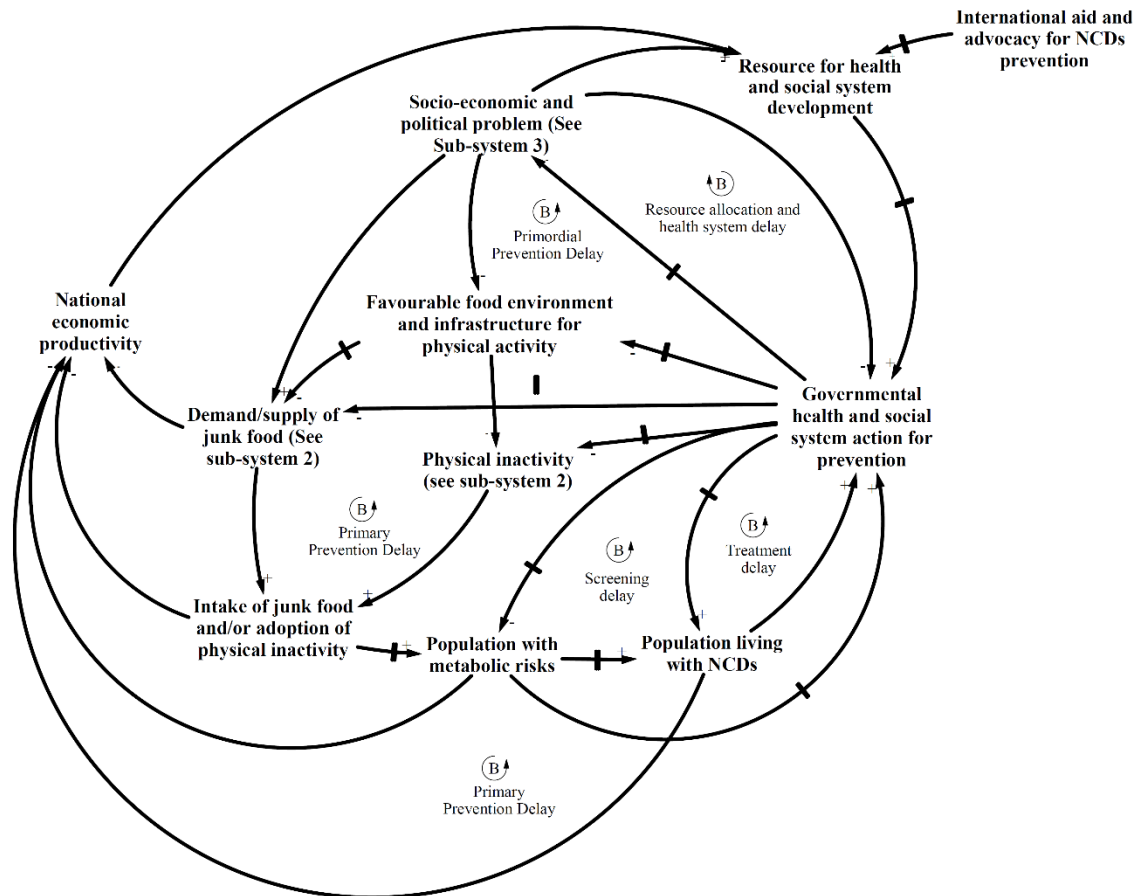 International aid and
advocacy for NCDs
prevention
Resource for health
and social system
development
Socio-economic and
political problem (See
Sub-system 3)
B
Resource allocation and
health system delay
B
Primordial
Prevention Delay
National
economic
productivity
Favourable food environment
and infrastructure for
physical activity
Governmental
health and social
system action for
prevention
Demand/supply of
junk food (See
sub-system 2)
Physical inactivity
(see sub-system 2)
B
Primary
Prevention Delay
B
Screening
delay
B
Treatment
delay
Intake of junk food
and/or adoption of
physical inactivity
Population with
metabolic risks
Population living
with NCDs
B
Primary
Prevention Delay